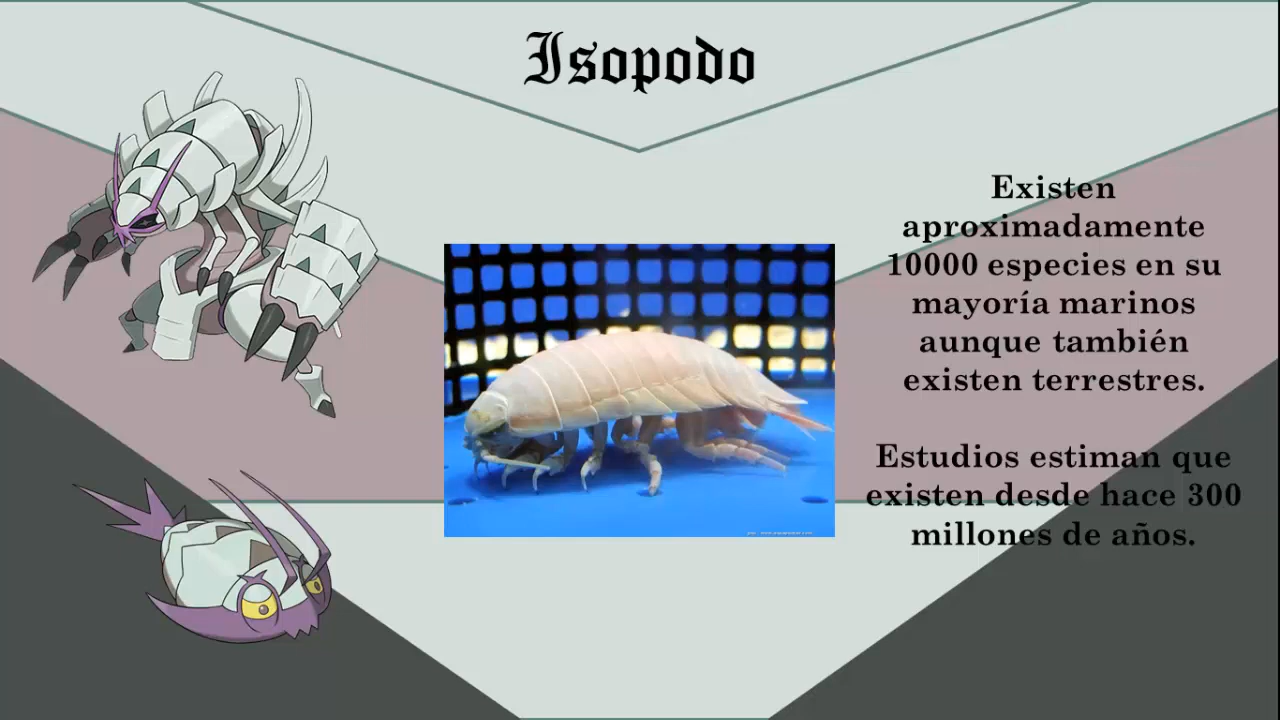 Isopodo
Existen
aproximadamente
10000 especies en su
mayoría marinos
aunque también
existen terrestres.
Estudios estiman que
existen desde hace 300
millones de años.